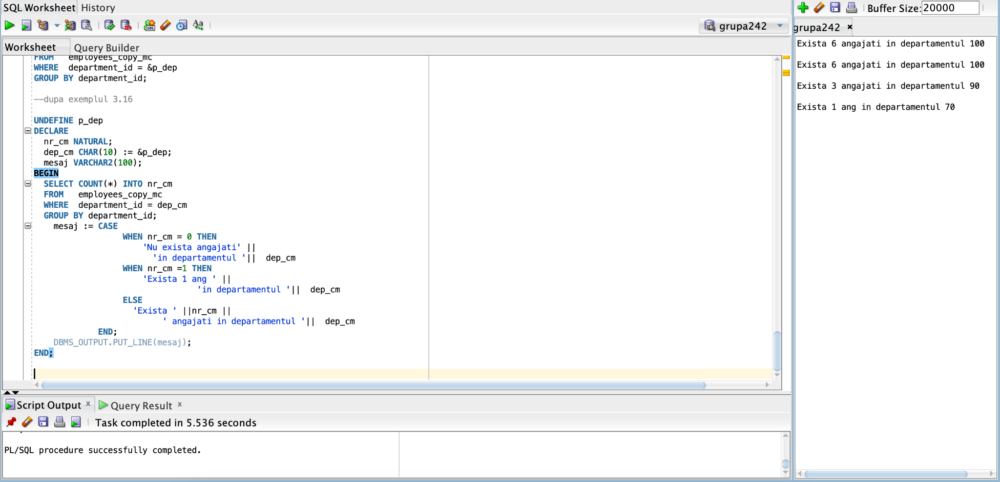 SQL Worksheet History
grupa242
Worksheet Query Builder
FROM   employees_copy_mc
WHERE  department_id = &p_dep
GROUP BY department_id;
--dupa exemplul 3.16
UNDEFINE p_dep
DECLARE
  nr_cm NATURAL;
  dep_cm CHAR(10) := &p_dep;
  mesaj VARCHAR2(100);
BEGIN
  SELECT COUNT(*) INTO nr_cm
  FROM   employees_copy_mc
  WHERE  department_id = dep_cm
  GROUP BY department_id;
    mesaj := CASE
                  WHEN nr_cm = 0 THEN
                      'Nu exista angajati' ||
                        'in departamentul '||  dep_cm
                  WHEN nr_cm =1 THEN
                      'Exista 1 ang ' ||
                                 'in departamentul '||  dep_cm
                  ELSE
                    'Exista ' ||nr_cm ||
                          ' angajati in departamentul '||  dep_cm
             END;
    DBMS_OUTPUT.PUT_LINE(mesaj);
END;
Script Output x Query Result x
Task completed in 5.536 seconds
PL/SQL procedure successfully completed.
Buffer Size: 20000
grupa242 x
Exista 6 angajati in departamentul 100
Exista 6 angajati in departamentul 100
Exista 3 angajati in departamentul 90
Exista 1 ang in departamentul 70